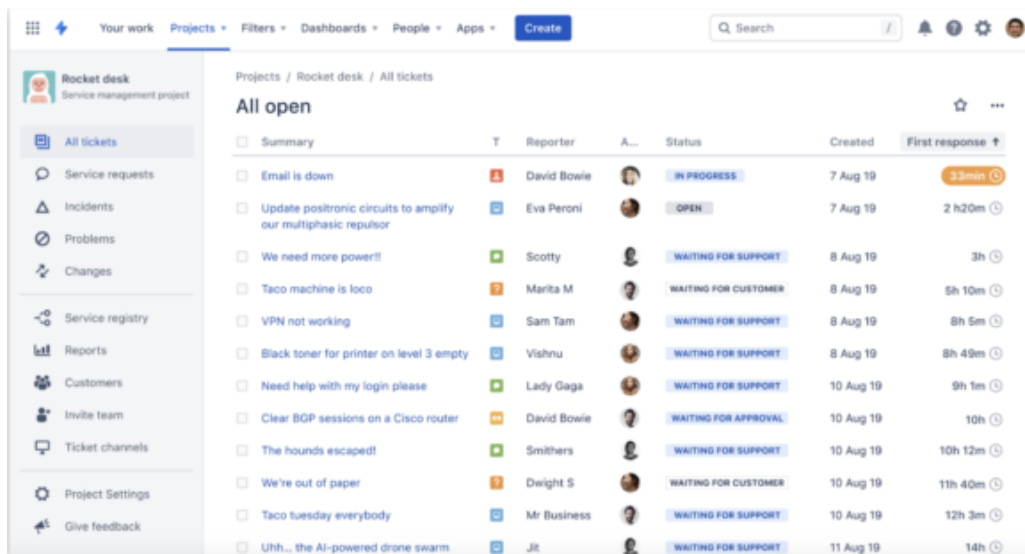 Your work Projects Filters Dashboards People Apps Create Search /
Rocket desk
Service management project
All tickets
Service requests
Incidents
Problems
Changes
Service registry
Reports
Customers
Invite team
Ticket channels
Project Settings
Give feedback
Projects / Rocket desk / All tickets
All open
Summary T Reporter A... Status Created First response ↑
Email is down David Bowie IN PROGRESS 7 Aug 19 33min
Update positronic circuits to amplify
our multiphasic repulsor Eva Peroni OPEN 7 Aug 19 2 h20m
We need more power!! Scotty WAITING FOR SUPPORT 8 Aug 19 3h
Taco machine is loco ? Marita M WAITING FOR CUSTOMER 8 Aug 19 5h 10m
VPN not working Sam Tam WAITING FOR SUPPORT 8 Aug 19 8h 5m
Black toner for printer on level 3 empty Vishnu WAITING FOR SUPPORT 8 Aug 19 8h 49m
Need help with my login please Lady Gaga WAITING FOR SUPPORT 10 Aug 19 9h 1m
Clear BGP sessions on a Cisco router David Bowie WAITING FOR APPROVAL 10 Aug 19 10h
The hounds escaped! Smithers WAITING FOR SUPPORT 10 Aug 19 10h 12m
We're out of paper ? Dwight S WAITING FOR CUSTOMER 10 Aug 19 11h 40m
Taco tuesday everybody Mr Business WAITING FOR SUPPORT 10 Aug 19 12h 3m
Uhh... the AI-powered drone swarm Jit WAITING FOR SUPPORT 11 Aug 19 14h